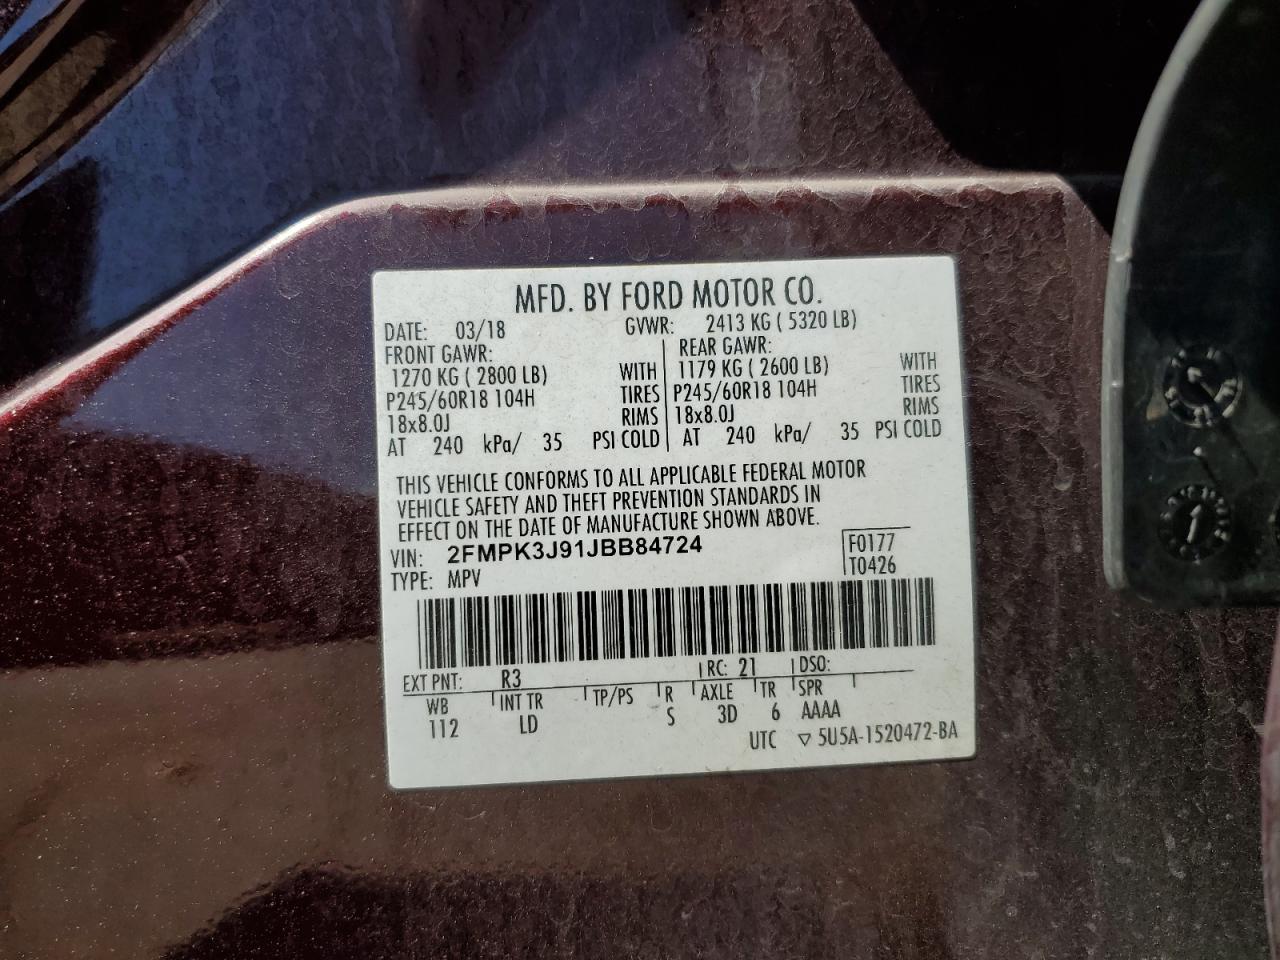 MFD. BY FORD MOTOR CO.
DATE: 03/18 GVWR: 2413 KG ( 5320 LB)
FRONT GAWR: REAR GAWR:
1270 KG ( 2800 LB) WITH 1179 KG ( 2600 LB) WITH
P245/60R18 104H TIRES P245/60R18 104H TIRES
18x8.0J RIMS 18x8.0J RIMS
AT 240 kPa/ 35 PSI COLD AT 240 kPa/ 35 PSI COLD
THIS VEHICLE CONFORMS TO ALL APPLICABLE FEDERAL MOTOR
VEHICLE SAFETY AND THEFT PREVENTION STANDARDS IN
EFFECT ON THE DATE OF MANUFACTURE SHOWN ABOVE.
VIN: 2FMPK3J91JBB84724 F0177
TYPE: MPV T0426
EXT PNT: R3 RC: 21 DSO:
WB INT TR TP/PS R AXLE TR SPR
112 LD S 3D 6 AAAA
UTC ▽ 5U5A-1520472-BA